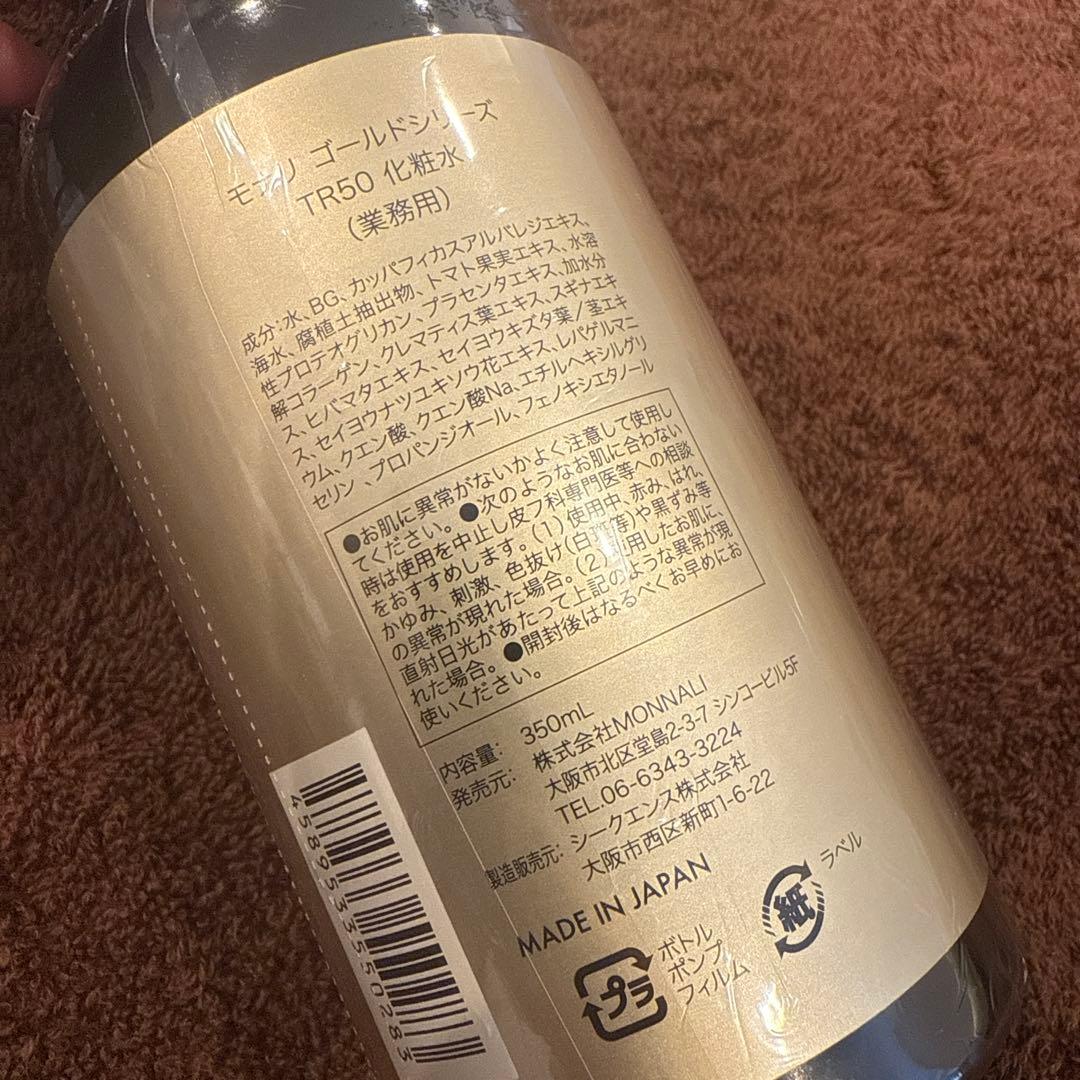 モナリ ゴールドシリーズ
TR50 化粧水
(業務用)
成分:水、BG、カッパフィカスアルバレジエキス、
海水、腐植土抽出物、トマト果実エキス、水溶
性プロテオグリカン、プラセンタエキス、加水分
解コラーゲン、クレマティス葉エキス、スギナエキ
ス、ヒバマタエキス、セイヨウキズタ葉/茎エキ
ス、セイヨウナツユキソウ花エキス、レパゲルマニ
ウム、クエン酸、クエン酸Na、エチルヘキシルグリ
セリン、プロパンジオール、フェノキシエタノール
●お肌に異常がないかよく注意して使用し
てください。●次のようなお肌に合わない
時は使用を中止し皮フ科専門医等への相談
をおすすめします。(1)使用中、赤み、はれ、
かゆみ、刺激、色抜け(白斑等)や黒ずみ等
の異常が現れた場合。(2)使用したお肌に、
直射日光があたって上記のような異常が現
れた場合。●開封後はなるべくお早めにお
使いください。
内容量: 350mL
発売元: 株式会社MONNALI
大阪市北区堂島2-3-7 シンコービル5F
TEL.06-6343-3224
製造販売元: シークエンス株式会社
大阪市西区新町1-6-22
MADE IN JAPAN
プラ
ボトル
ポンプ
フィルム
紙
ラベル
4589533550283